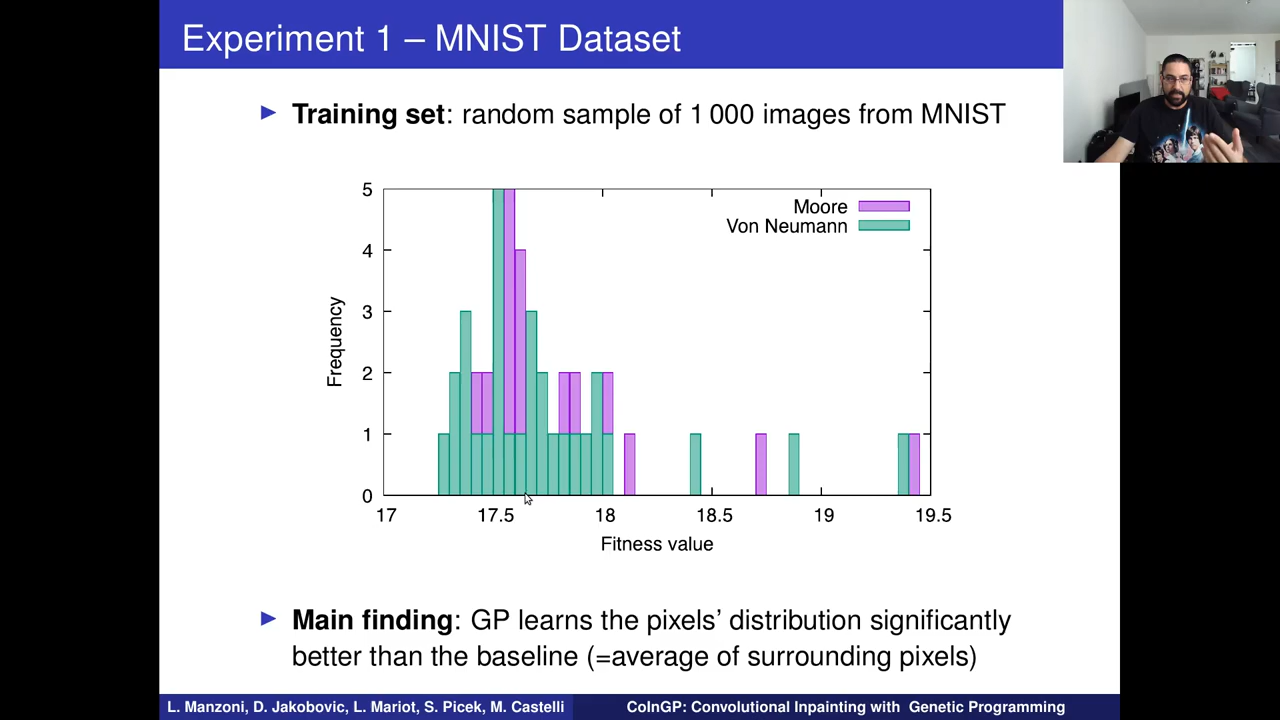 Experiment 1 – MNIST Dataset
Training set: random sample of 1 000 images from MNIST
5
4
3
2
1
0
Frequency
Moore
Von Neumann
17
17.5
18
18.5
19
19.5
Fitness value
Main finding: GP learns the pixels' distribution significantly
better than the baseline (=average of surrounding pixels)
L. Manzoni, D. Jakobovic, L. Mariot, S. Picek, M. Castelli
CoInGP: Convolutional Inpainting with Genetic Programming